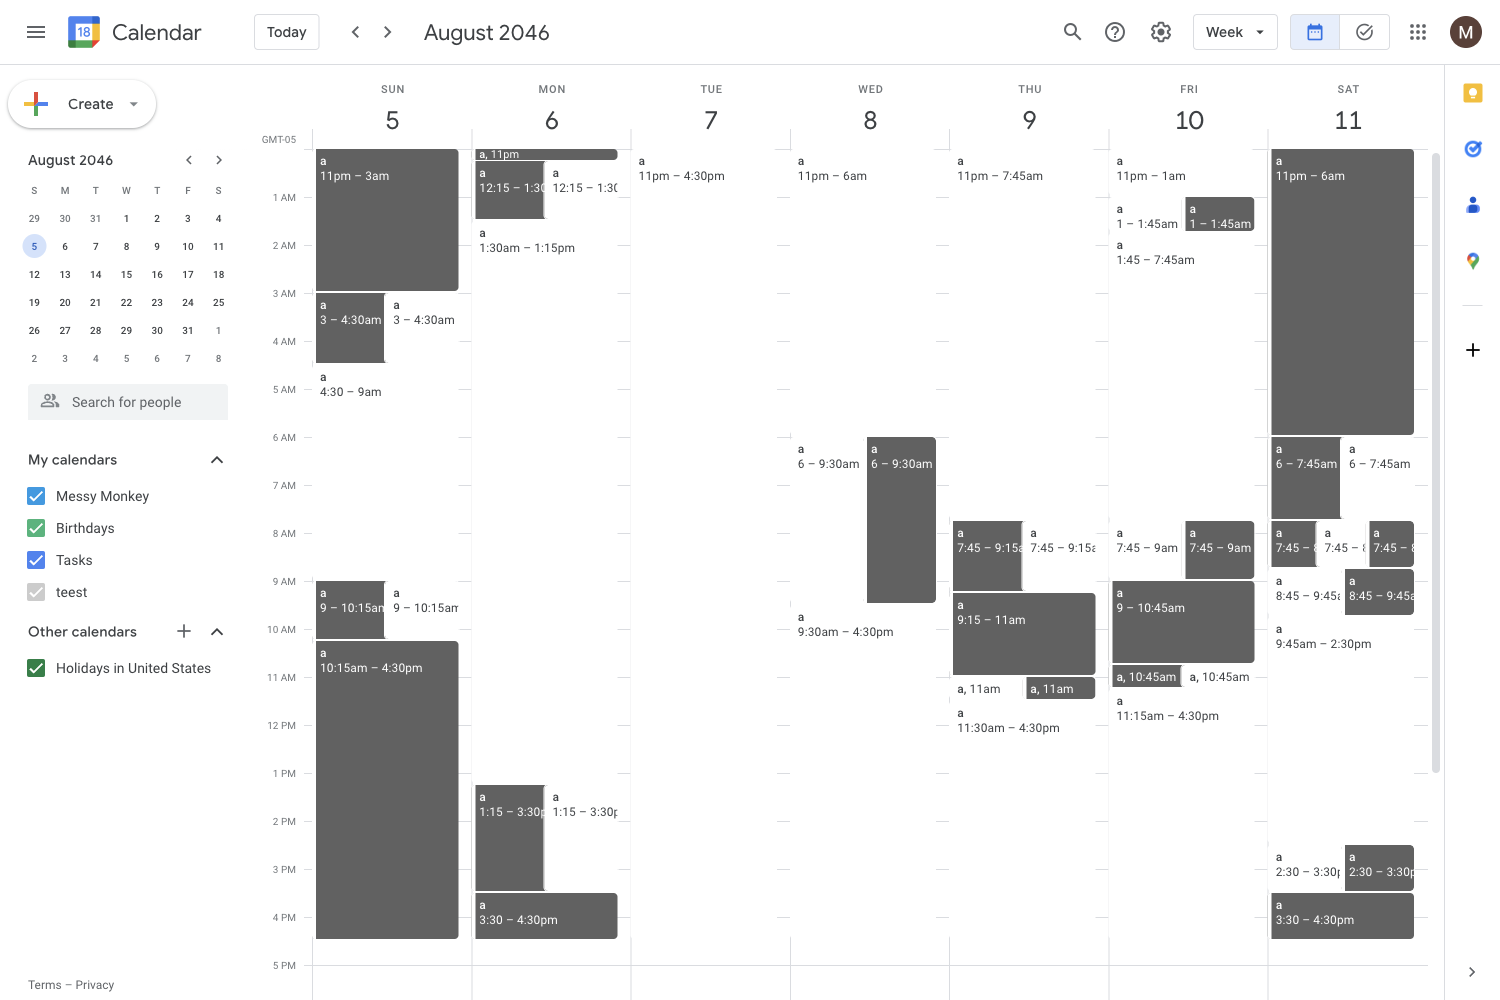 18
Calendar
Today
August 2046
Week
M
Create
August 2046
S M T W T F S
29 30 31 1 2 3 4
5 6 7 8 9 10 11
12 13 14 15 16 17 18
19 20 21 22 23 24 25
26 27 28 29 30 31 1
2 3 4 5 6 7 8
Search for people
My calendars
Messy Monkey
Birthdays
Tasks
teest
Other calendars
Holidays in United States
Terms – Privacy
SUN MON TUE WED THU FRI SAT
5 6 7 8 9 10 11
GMT-05
1 AM
2 AM
3 AM
4 AM
5 AM
6 AM
7 AM
8 AM
9 AM
10 AM
11 AM
12 PM
1 PM
2 PM
3 PM
4 PM
5 PM
a
11pm – 3am
a
3 – 4:30am
a
3 – 4:30am
a
4:30 – 9am
a
9 – 10:15am
a
9 – 10:15am
a
10:15am – 4:30pm
a, 11pm
a
12:15 – 1:30
a
12:15 – 1:30
a
1:30am – 1:15pm
a
1:15 – 3:30p
a
1:15 – 3:30p
a
3:30 – 4:30pm
a
11pm – 4:30pm
a
11pm – 6am
a
6 – 9:30am
a
6 – 9:30am
a
9:30am – 4:30pm
a
11pm – 7:45am
a
7:45 – 9:15a
a
7:45 – 9:15a
a
9:15 – 11am
a, 11am
a, 11am
a
11:30am – 4:30pm
a
11pm – 1am
a
1 – 1:45am
a
1 – 1:45am
a
1:45 – 7:45am
a
7:45 – 9am
a
7:45 – 9am
a
9 – 10:45am
a, 10:45am
a, 10:45am
a
11:15am – 4:30pm
a
11pm – 6am
a
6 – 7:45am
a
6 – 7:45am
a
7:45 – 8
a
7:45 – 8
a
7:45 – 8
a
8:45 – 9:45a
a
8:45 – 9:45a
a
9:45am – 2:30pm
a
2:30 – 3:30p
a
2:30 – 3:30p
a
3:30 – 4:30pm